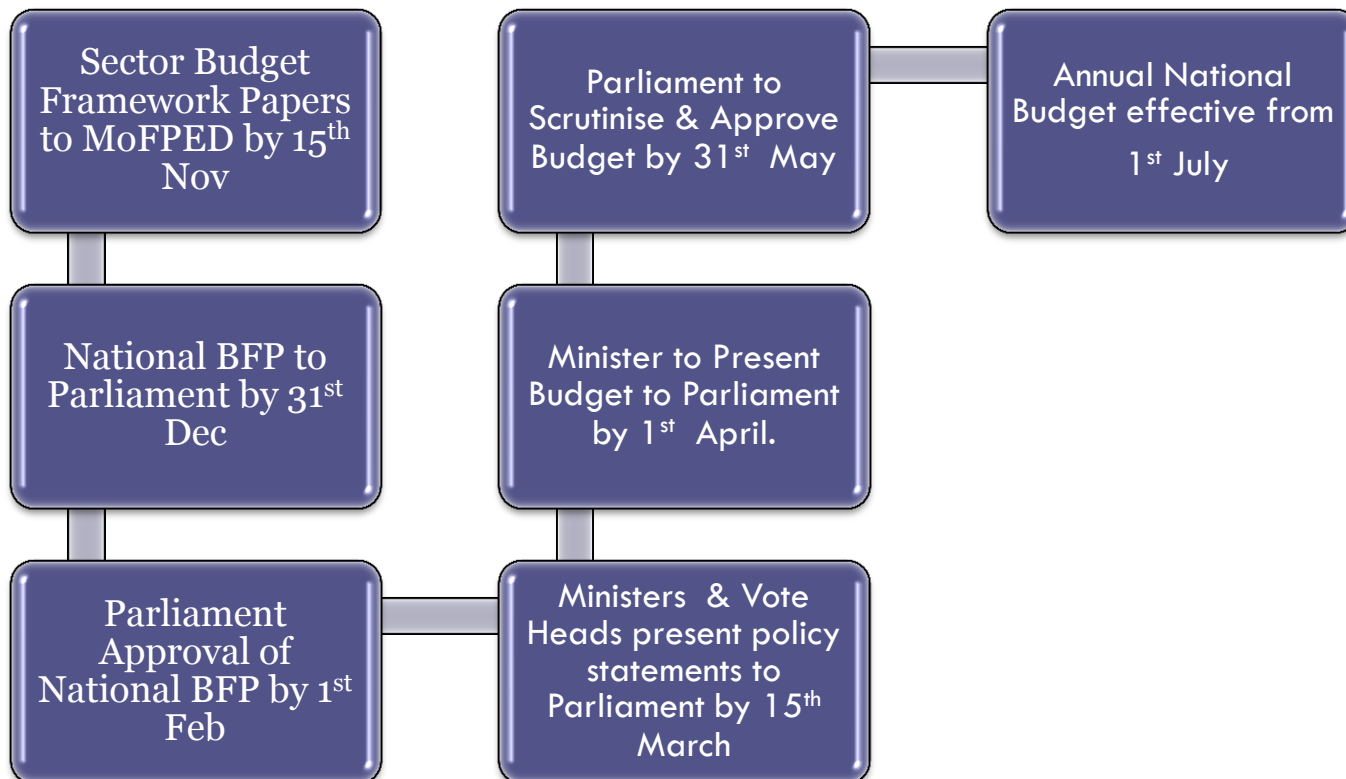 Sector Budget
Framework Papers
to MoFPED by 15th
Nov
National BFP to
Parliament by 31st
Dec
Parliament
Approval of
National BFP by 1st
Feb
Ministers & Vote
Heads present policy
statements to
Parliament by 15th
March
Minister to Present
Budget to Parliament
by 1st April.
Parliament to
Scrutinise & Approve
Budget by 31st May
Annual National
Budget effective from
1st July